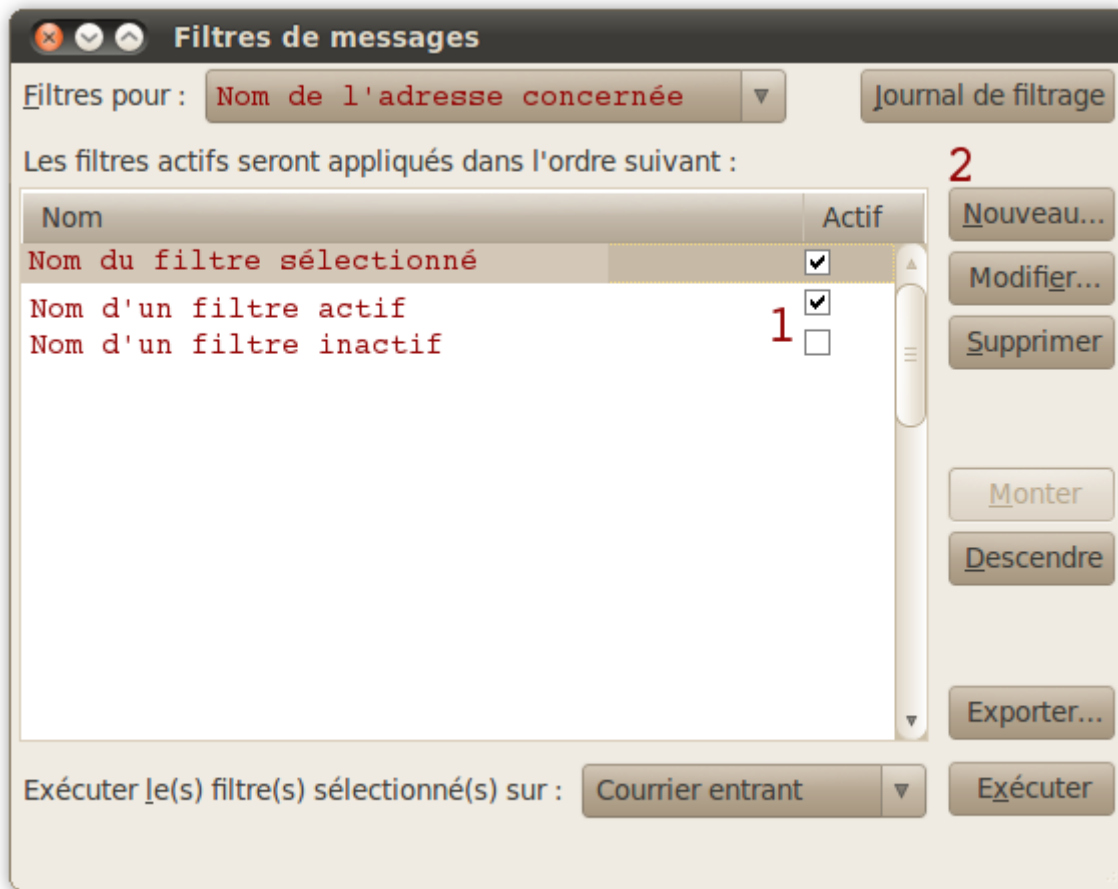 Filtres de messages
Filtres pour : Nom de l'adresse concernée Journal de filtrage
Les filtres actifs seront appliqués dans l'ordre suivant :
2
Nom Actif Nouveau...
Nom du filtre sélectionné Modifier...
Nom d'un filtre actif
1 Supprimer
Nom d'un filtre inactif
Monter
Descendre
Exporter...
Exécuter le(s) filtre(s) sélectionné(s) sur : Courrier entrant Exécuter